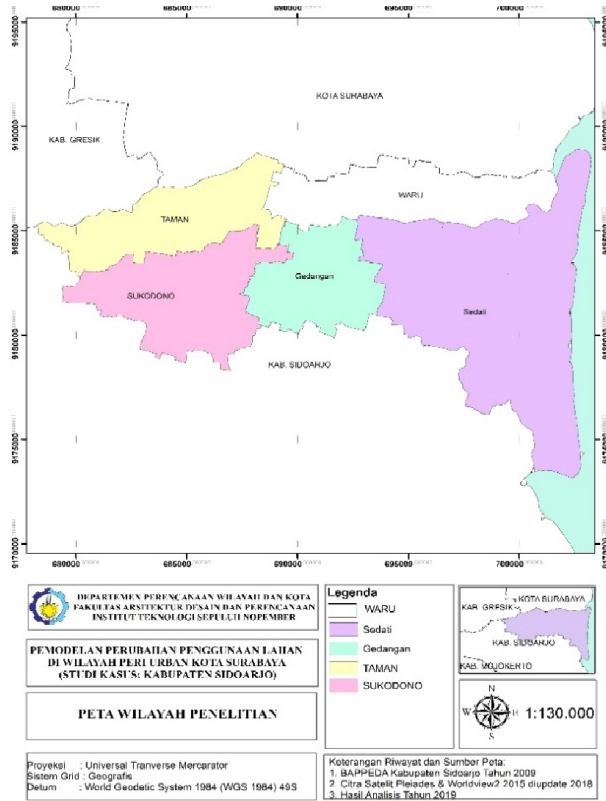 680000 685000 690000 695000 700000
9195000
9190000
9185000
9180000
9175000
9170000
KOTA SURABAYA
KAB. GRESIK
WARU
TAMAN
Gedangan
SUKODONO
Sedati
KAB. SIDOARJO
680000 685000 690000 695000 700000
DEPARTEMEN PERENCANAAN WILAYAH DAN KOTA
FAKULTAS ARSITEKTUR DESAIN DAN PERENCANAAN
INSTITUT TEKNOLOGI SEPULUH NOPEMBER
PEMODELAN PERUBAHAN PENGGUNAAN LAHAN
DI WILAYAH PERI URBAN KOTA SURABAYA
(STUDI KASUS: KABUPATEN SIDOARJO)
PETA WILAYAH PENELITIAN
Proyeksi : Universal Tranverse Mercarator
Sistem Grid : Geografis
Datum : World Geodetic System 1984 (WGS 1984) 49S
Legenda
WARU
Sedati
Gedangan
TAMAN
SUKODONO
KOTA SURABAYA
KAB. GRESIK
KAB. SIDOARJO
KAB. MOJOKERTO
N
W E
S
1:130.000
Keterangan Riwayat dan Sumber Peta:
1. BAPPEDA Kabupaten Sidoarjo Tahun 2009
2. Citra Satelit Pleiades & Worldview2 2015 diupdate 2018
3. Hasil Analisis Tahun 2019